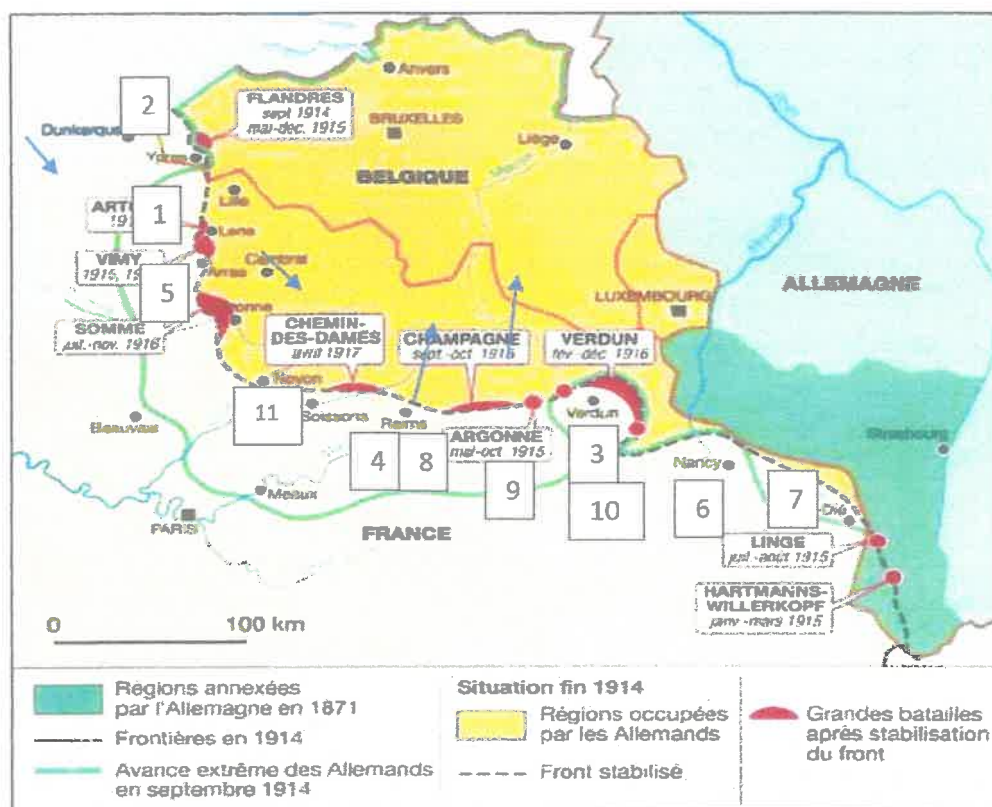 Anvers
2
FLANDRES
sept 1914
mai-déc. 1915
BRUXELLES
Dunkerque
Liège
Ypres
BELGIQUE
Lille
1
Lens
VIMY
Arras
Cambrai
ALLEMAGNE
5
LUXEMBOURG
SOMME
juil.-nov. 1916
CHEMIN-
DES-DAMES
avril 1917
CHAMPAGNE
VERDUN
fév-déc. 1916
Noyon
11
Soissons
Reims
Verdun
Beauvais
ARGONNE
mai-oct 1915
Strasbourg
4
8
3
Nancy
9
10
6
7
Dié
Meaux
PARIS
FRANCE
LINGE
juil.-août 1915
HARTMANNS-
WILLERKOPF
janv-mars 1915
0 100 km
Régions annexées
par l'Allemagne en 1871
Frontières en 1914
Avance extrême des Allemands
en septembre 1914
Situation fin 1914
Régions occupées
par les Allemands
Front stabilisé
Grandes batailles
après stabilisation
du front